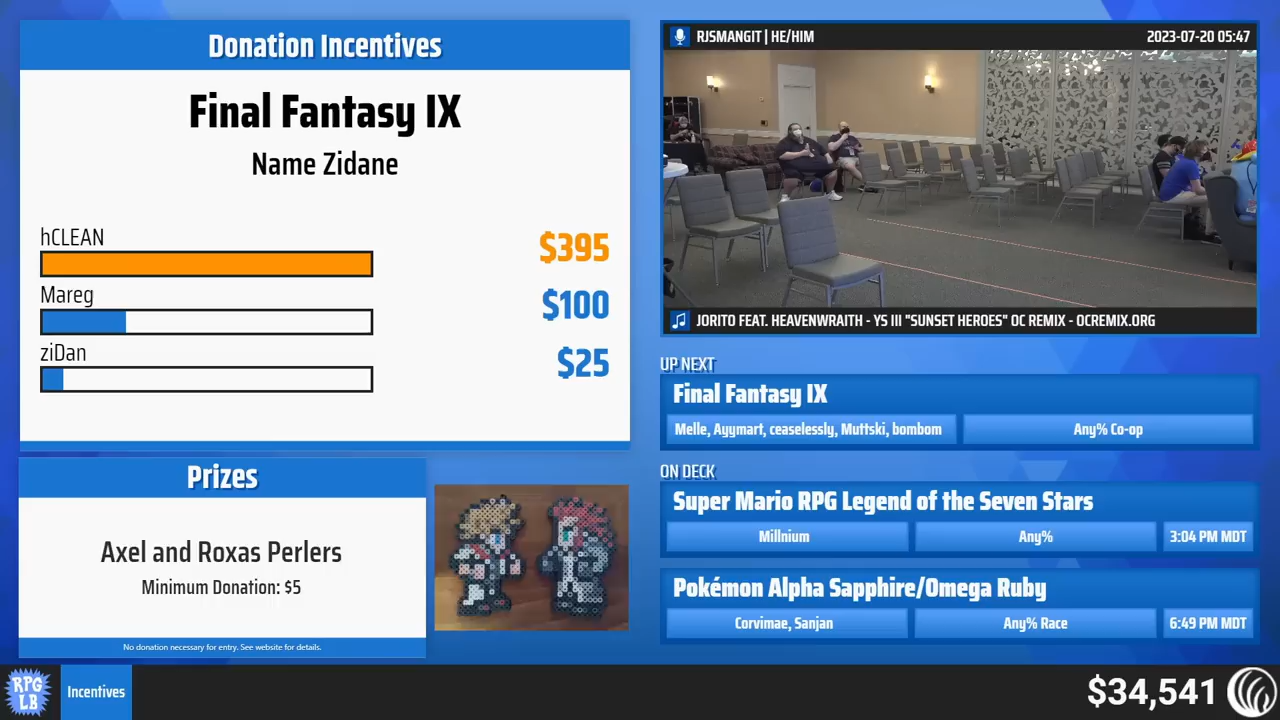 Donation Incentives
Final Fantasy IX
Name Zidane
hCLEAN
$395
Mareg
$100
ziDan
$25
Prizes
Axel and Roxas Perlers
Minimum Donation: $5
No donation necessary for entry. See website for details.
RJSMANGIT | HE/HIM
2023-07-20 05:47
JORITO FEAT. HEAVENWRAITH - YS III "SUNSET HEROES" OC REMIX - OCREMIX.ORG
UP NEXT
Final Fantasy IX
Melle, Ayymart, ceaselessly, Muttski, bombom
Any% Co-op
ON DECK
Super Mario RPG Legend of the Seven Stars
Millnium
Any%
3:04 PM MDT
Pokémon Alpha Sapphire/Omega Ruby
Corvimae, Sanjan
Any% Race
6:49 PM MDT
RPG
LB
Incentives
$34,541